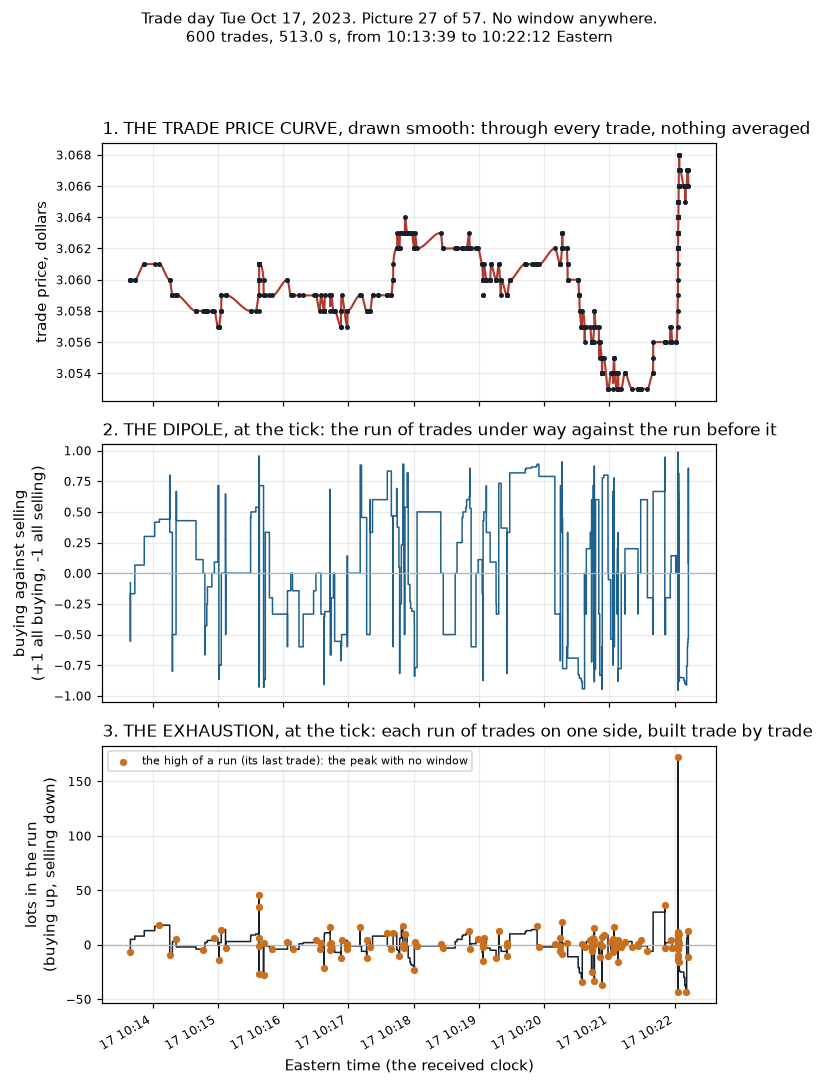 Trade day Tue Oct 17, 2023. Picture 27 of 57. No window anywhere.
600 trades, 513.0 s, from 10:13:39 to 10:22:12 Eastern
1. THE TRADE PRICE CURVE, drawn smooth: through every trade, nothing averaged
3.068
3.066
3.064
3.062
3.060
3.058
3.056
3.054
trade price, dollars
2. THE DIPOLE, at the tick: the run of trades under way against the run before it
1.00
0.75
0.50
0.25
0.00
−0.25
−0.50
−0.75
−1.00
buying against selling
(+1 all buying, -1 all selling)
3. THE EXHAUSTION, at the tick: each run of trades on one side, built trade by trade
the high of a run (its last trade): the peak with no window
150
100
50
0
−50
lots in the run
(buying up, selling down)
17 10:14
17 10:15
17 10:16
17 10:17
17 10:18
17 10:19
17 10:20
17 10:21
17 10:22
Eastern time (the received clock)